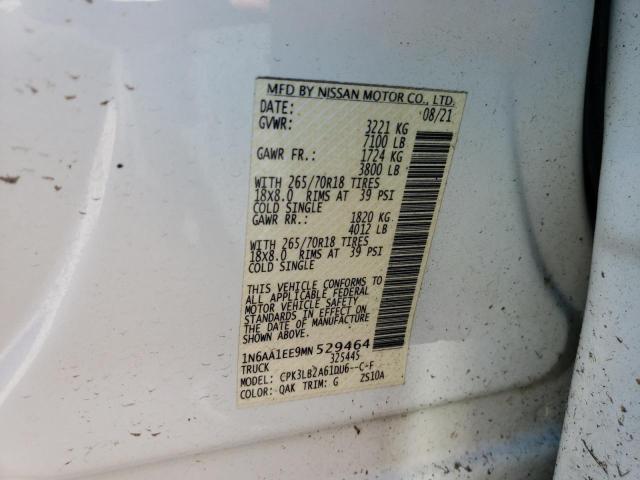 MFD BY NISSAN MOTOR CO., LTD.
DATE: 08/21
GVWR: 3221 KG
7100 LB
GAWR FR.: 1724 KG
3800 LB
WITH 265/70R18 TIRES
18X8.0 RIMS AT 39 PSI
COLD SINGLE
GAWR RR.: 1820 KG
4012 LB
WITH 265/70R18 TIRES
18X8.0 RIMS AT 39 PSI
COLD SINGLE
THIS VEHICLE CONFORMS TO
ALL APPLICABLE FEDERAL
MOTOR VEHICLE SAFETY
STANDARDS IN EFFECT ON
THE DATE OF MANUFACTURE
SHOWN ABOVE.
1N6AA1EE9MN529464
TRUCK 325445
MODEL: CPK3LB2A61DU6--C-F
COLOR: QAK TRIM: G ZS10A